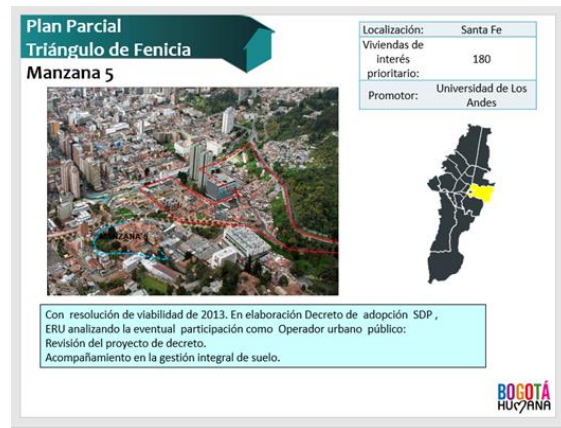 Plan Parcial
Triángulo de Fenicia
Manzana 5
Localización: Santa Fe
Viviendas de interés prioritario: 180
Promotor: Universidad de Los Andes
MANZANA 5
Con resolución de viabilidad de 2013. En elaboración Decreto de adopción SDP ,
ERU analizando la eventual participación como Operador urbano público:
Revisión del proyecto de decreto.
Acompañamiento en la gestión integral de suelo.
BOGOTÁ
HUMANA